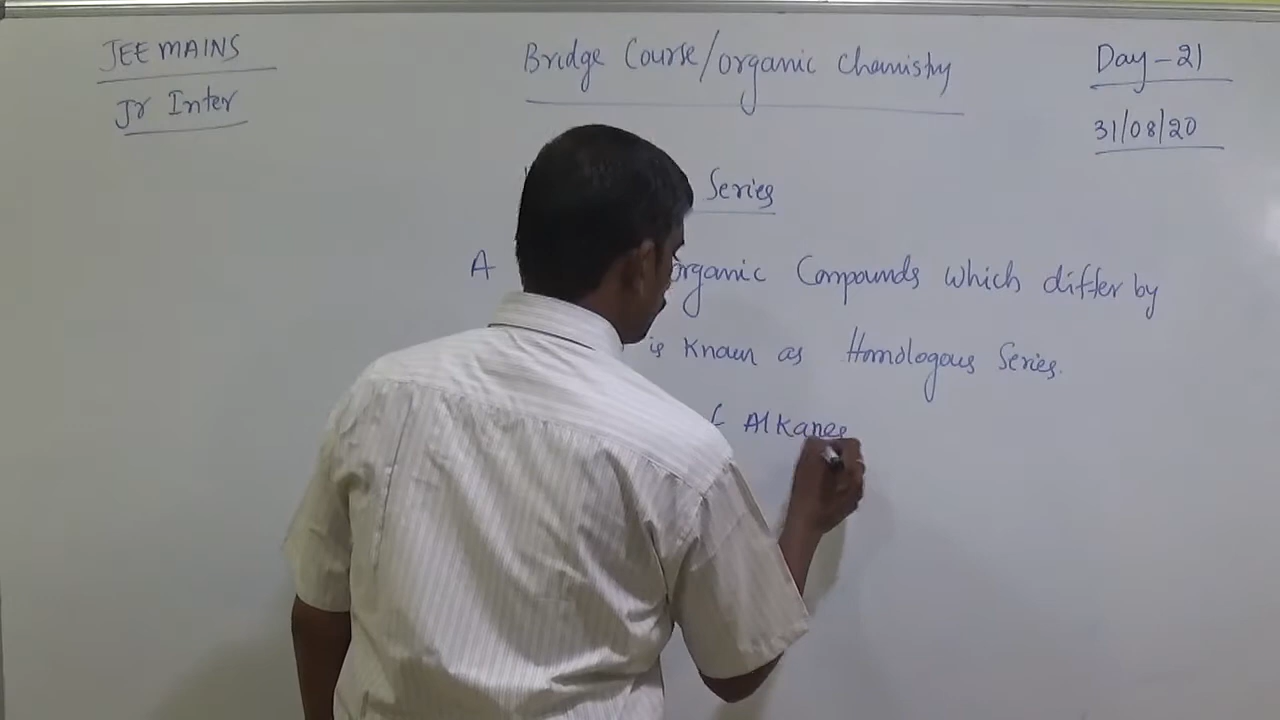 JEE MAINS
Jr Inter
Bridge Course/organic chemistry
Day-21
31/08/20
Series
A organic Compounds which differ by
is known as Homologous Series.
Alkanes